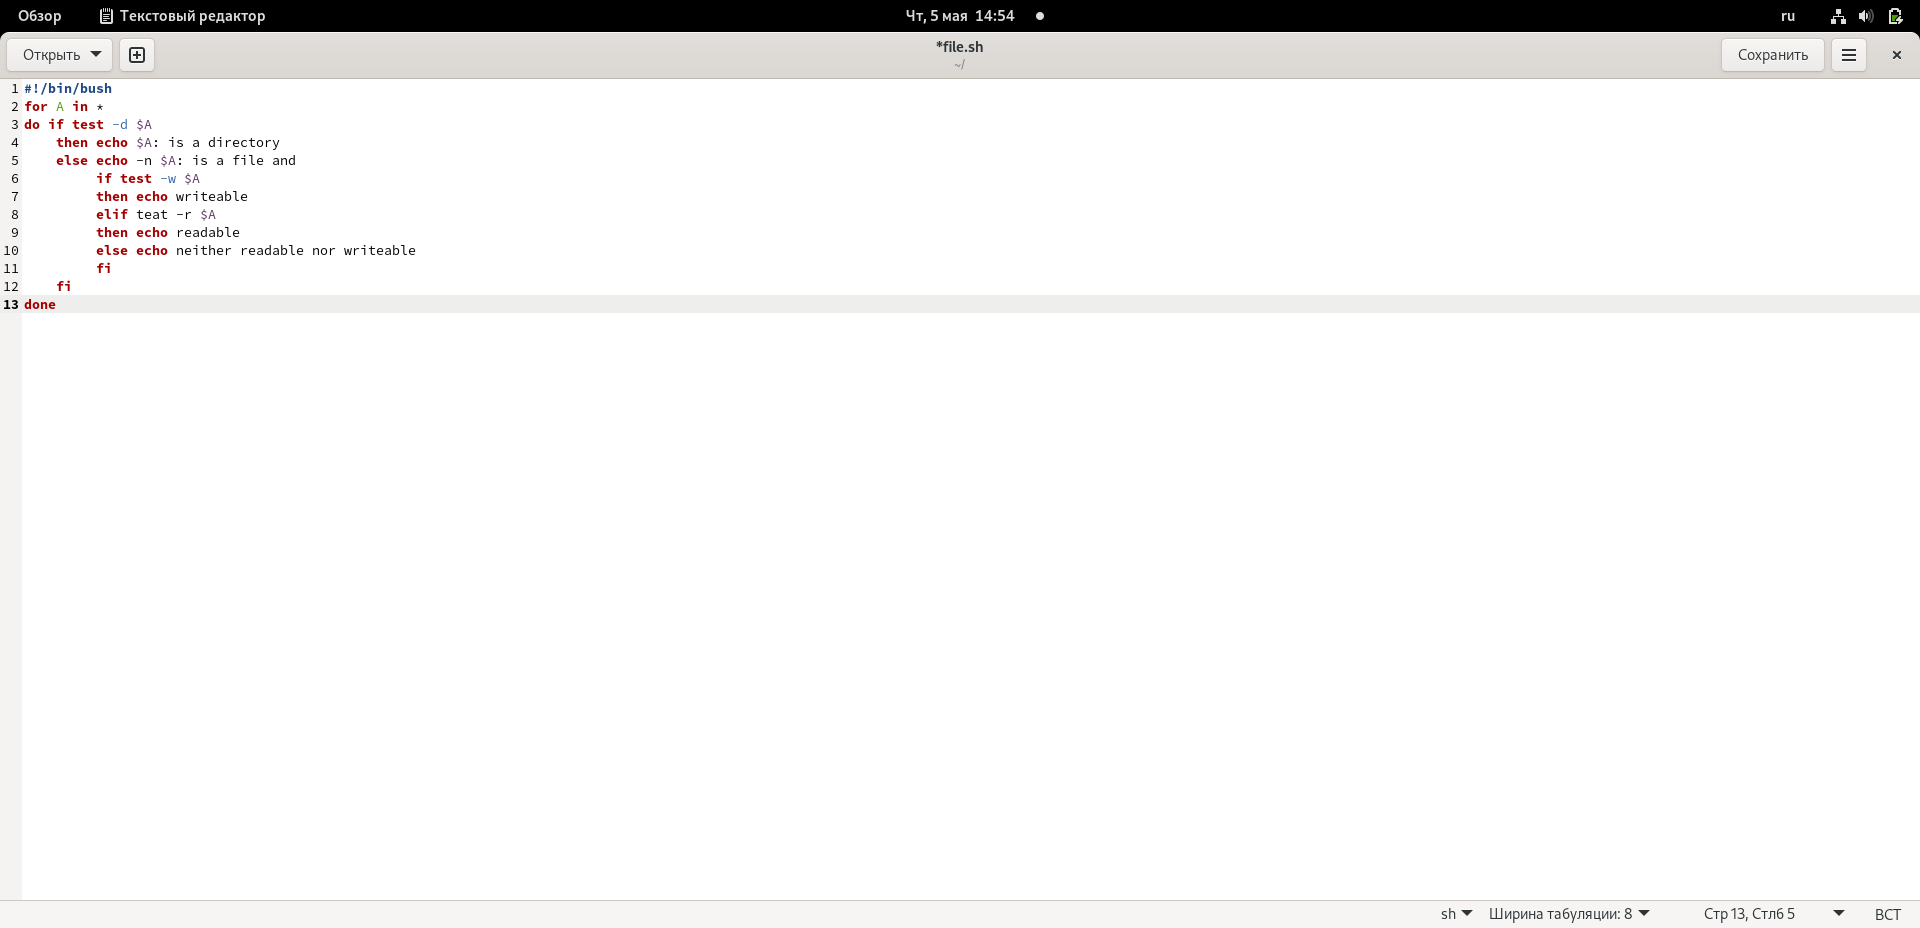 Обзор Текстовый редактор Чт, 5 мая 14:54 ru
Открыть *file.sh Сохранить
~/
1 #!/bin/bush
2 for A in *
3 do if test -d $A
4     then echo $A: is a directory
5     else echo -n $A: is a file and
6          if test -w $A
7          then echo writeable
8          elif teat -r $A
9          then echo readable
10          else echo neither readable nor writeable
11          fi
12     fi
13 done
sh Ширина табуляции: 8 Стр 13, Стлб 5 ВСТ